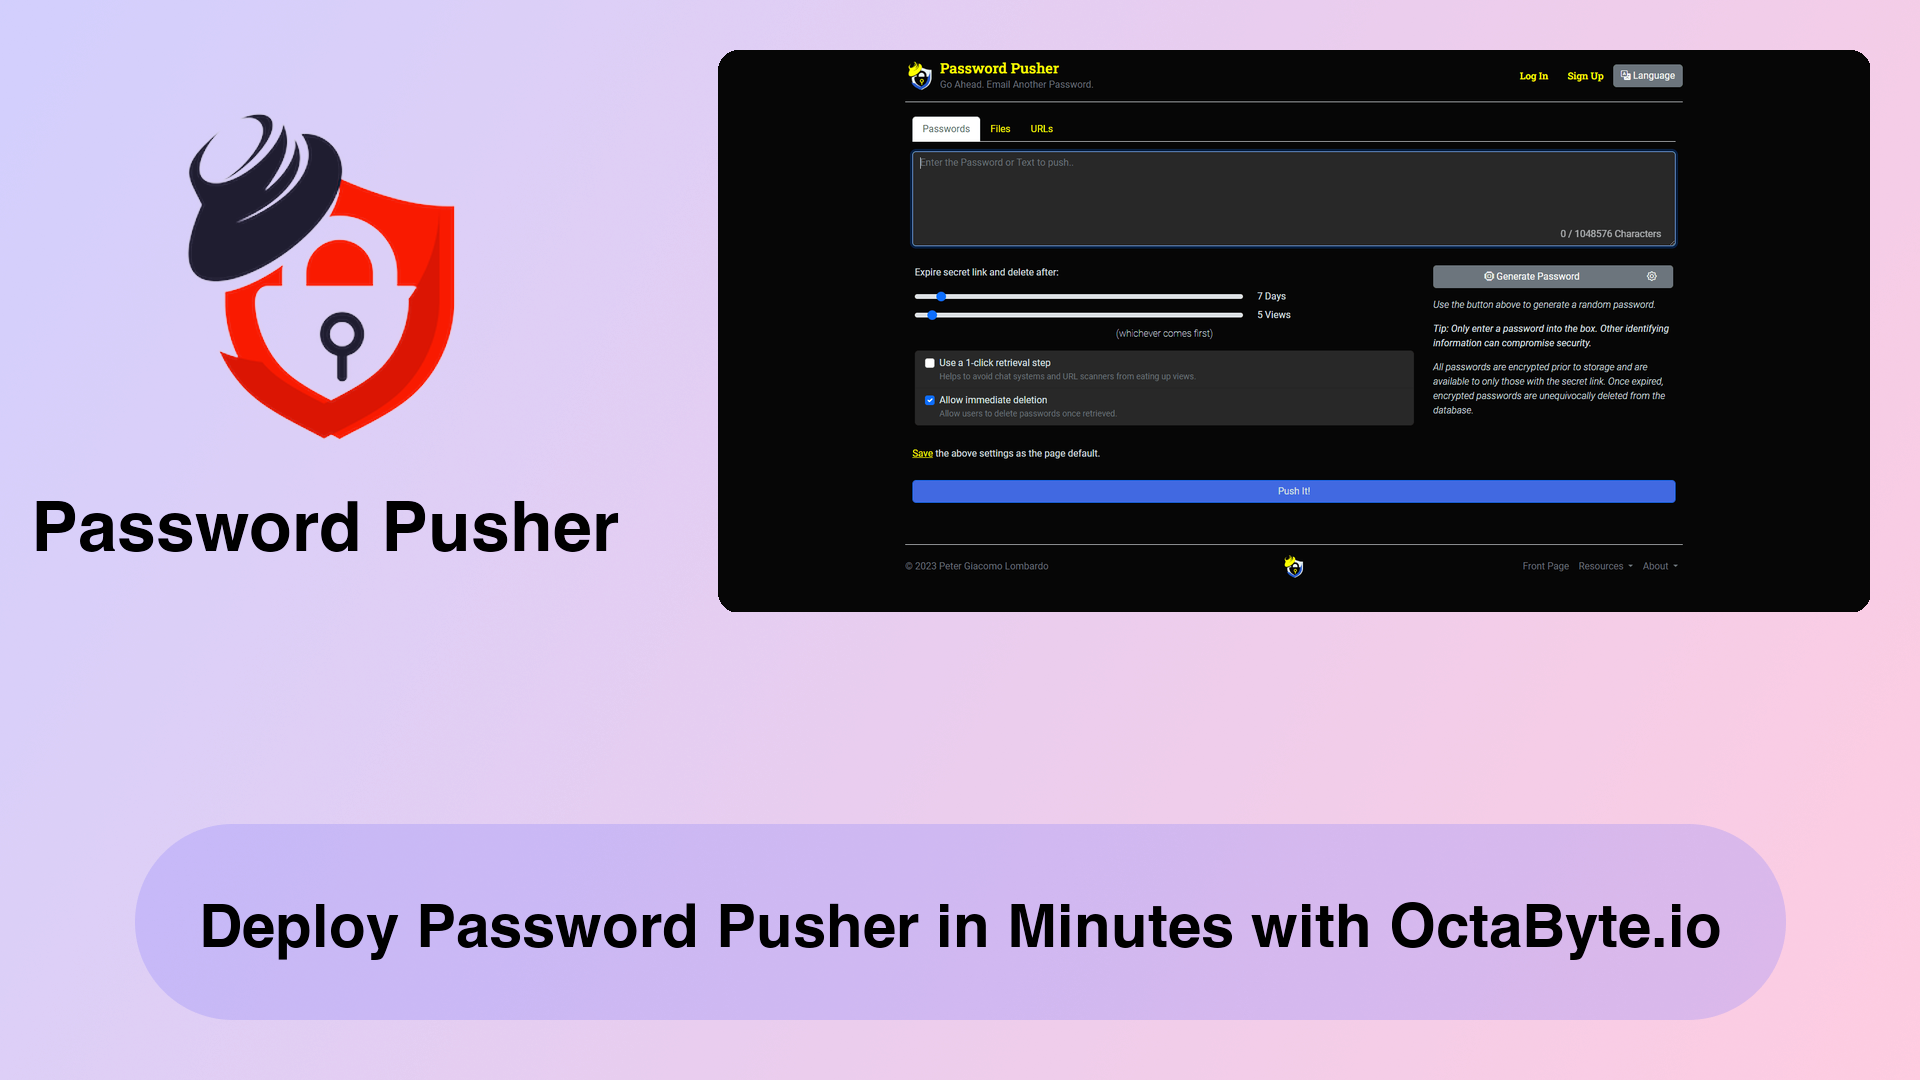 Password Pusher
Password Pusher
Go Ahead. Email Another Password.
Log In
Sign Up
Language
Passwords
Files
URLs
Enter the Password or Text to push..
0 / 1048576 Characters
Expire secret link and delete after:
7 Days
5 Views
(whichever comes first)
Use a 1-click retrieval step
Helps to avoid chat systems and URL scanners from eating up views.
Allow immediate deletion
Allow users to delete passwords once retrieved.
Generate Password
Use the button above to generate a random password.
Tip: Only enter a password into the box. Other identifying
information can compromise security.
All passwords are encrypted prior to storage and are
available to only those with the secret link. Once expired,
encrypted passwords are unequivocally deleted from the
database.
Save the above settings as the page default.
Push It!
© 2023 Peter Giacomo Lombardo
Front Page
Resources
About
Deploy Password Pusher in Minutes with OctaByte.io